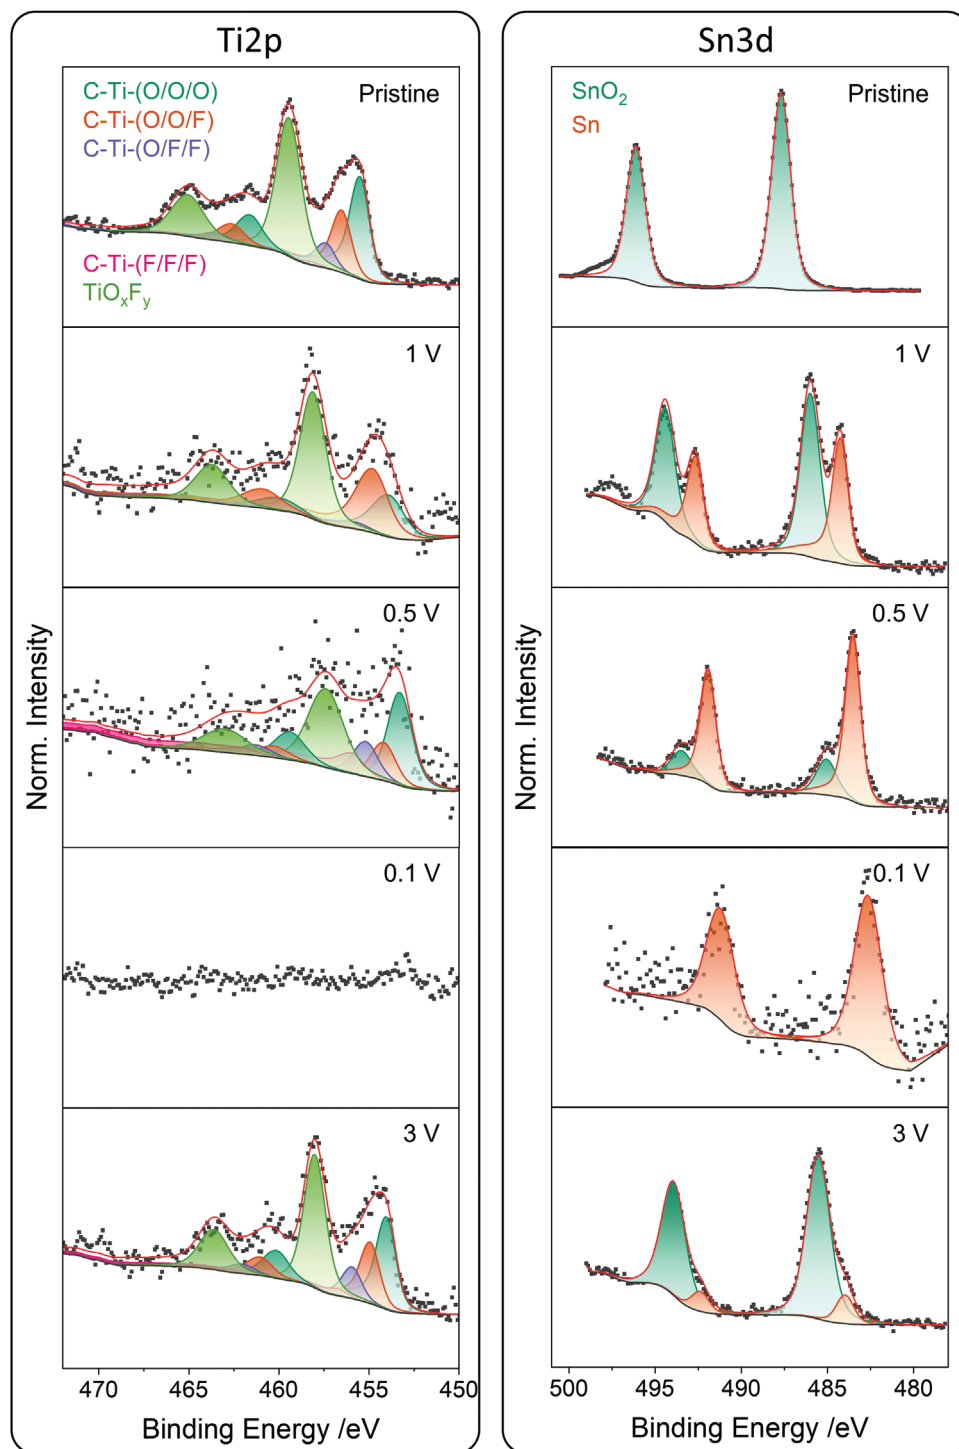 Ti2p
C-Ti-(O/O/O)
C-Ti-(O/O/F)
C-Ti-(O/F/F)
Pristine
C-Ti-(F/F/F)
TiOxFy
1 V
0.5 V
0.1 V
3 V
Norm. Intensity
470 465 460 455 450
Binding Energy /eV
Sn3d
SnO2
Sn
Pristine
1 V
0.5 V
0.1 V
3 V
Norm. Intensity
500 495 490 485 480
Binding Energy /eV